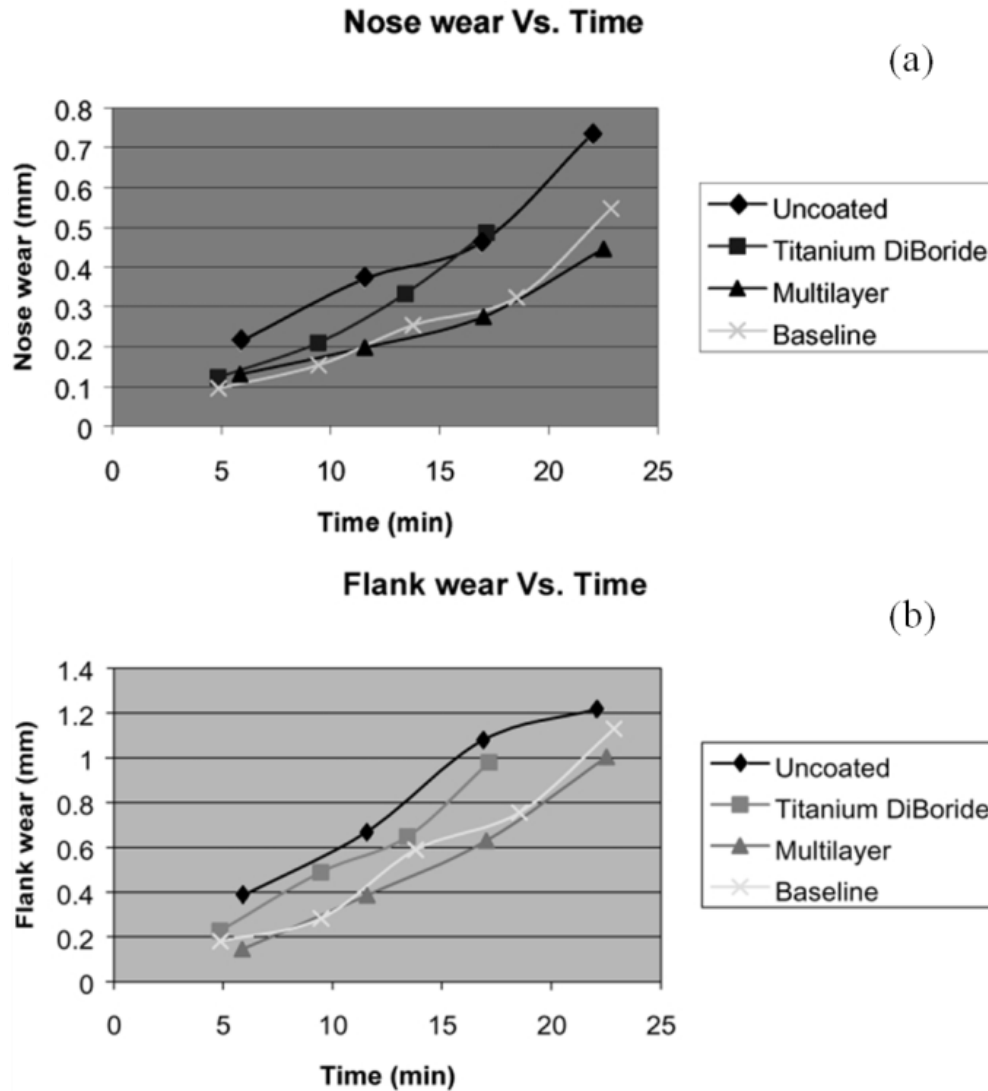 Nose wear Vs. Time
(a)
0.8
0.7
0.6
0.5
0.4
0.3
0.2
0.1
0
Nose wear (mm)
0 5 10 15 20 25
Time (min)
Uncoated
Titanium DiBoride
Multilayer
Baseline
Flank wear Vs. Time
(b)
1.4
1.2
1
0.8
0.6
0.4
0.2
0
Flank wear (mm)
0 5 10 15 20 25
Time (min)
Uncoated
Titanium DiBoride
Multilayer
Baseline